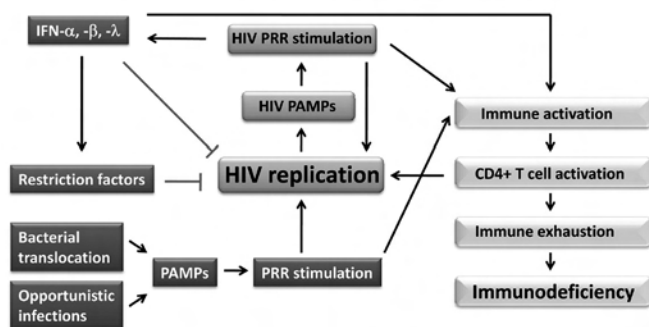 IFN-α, -β, -λ
HIV PRR stimulation
HIV PAMPs
Immune activation
Restriction factors
HIV replication
CD4+ T cell activation
Bacterial
translocation
Immune exhaustion
PAMPs
PRR stimulation
Opportunistic
infections
Immunodeficiency